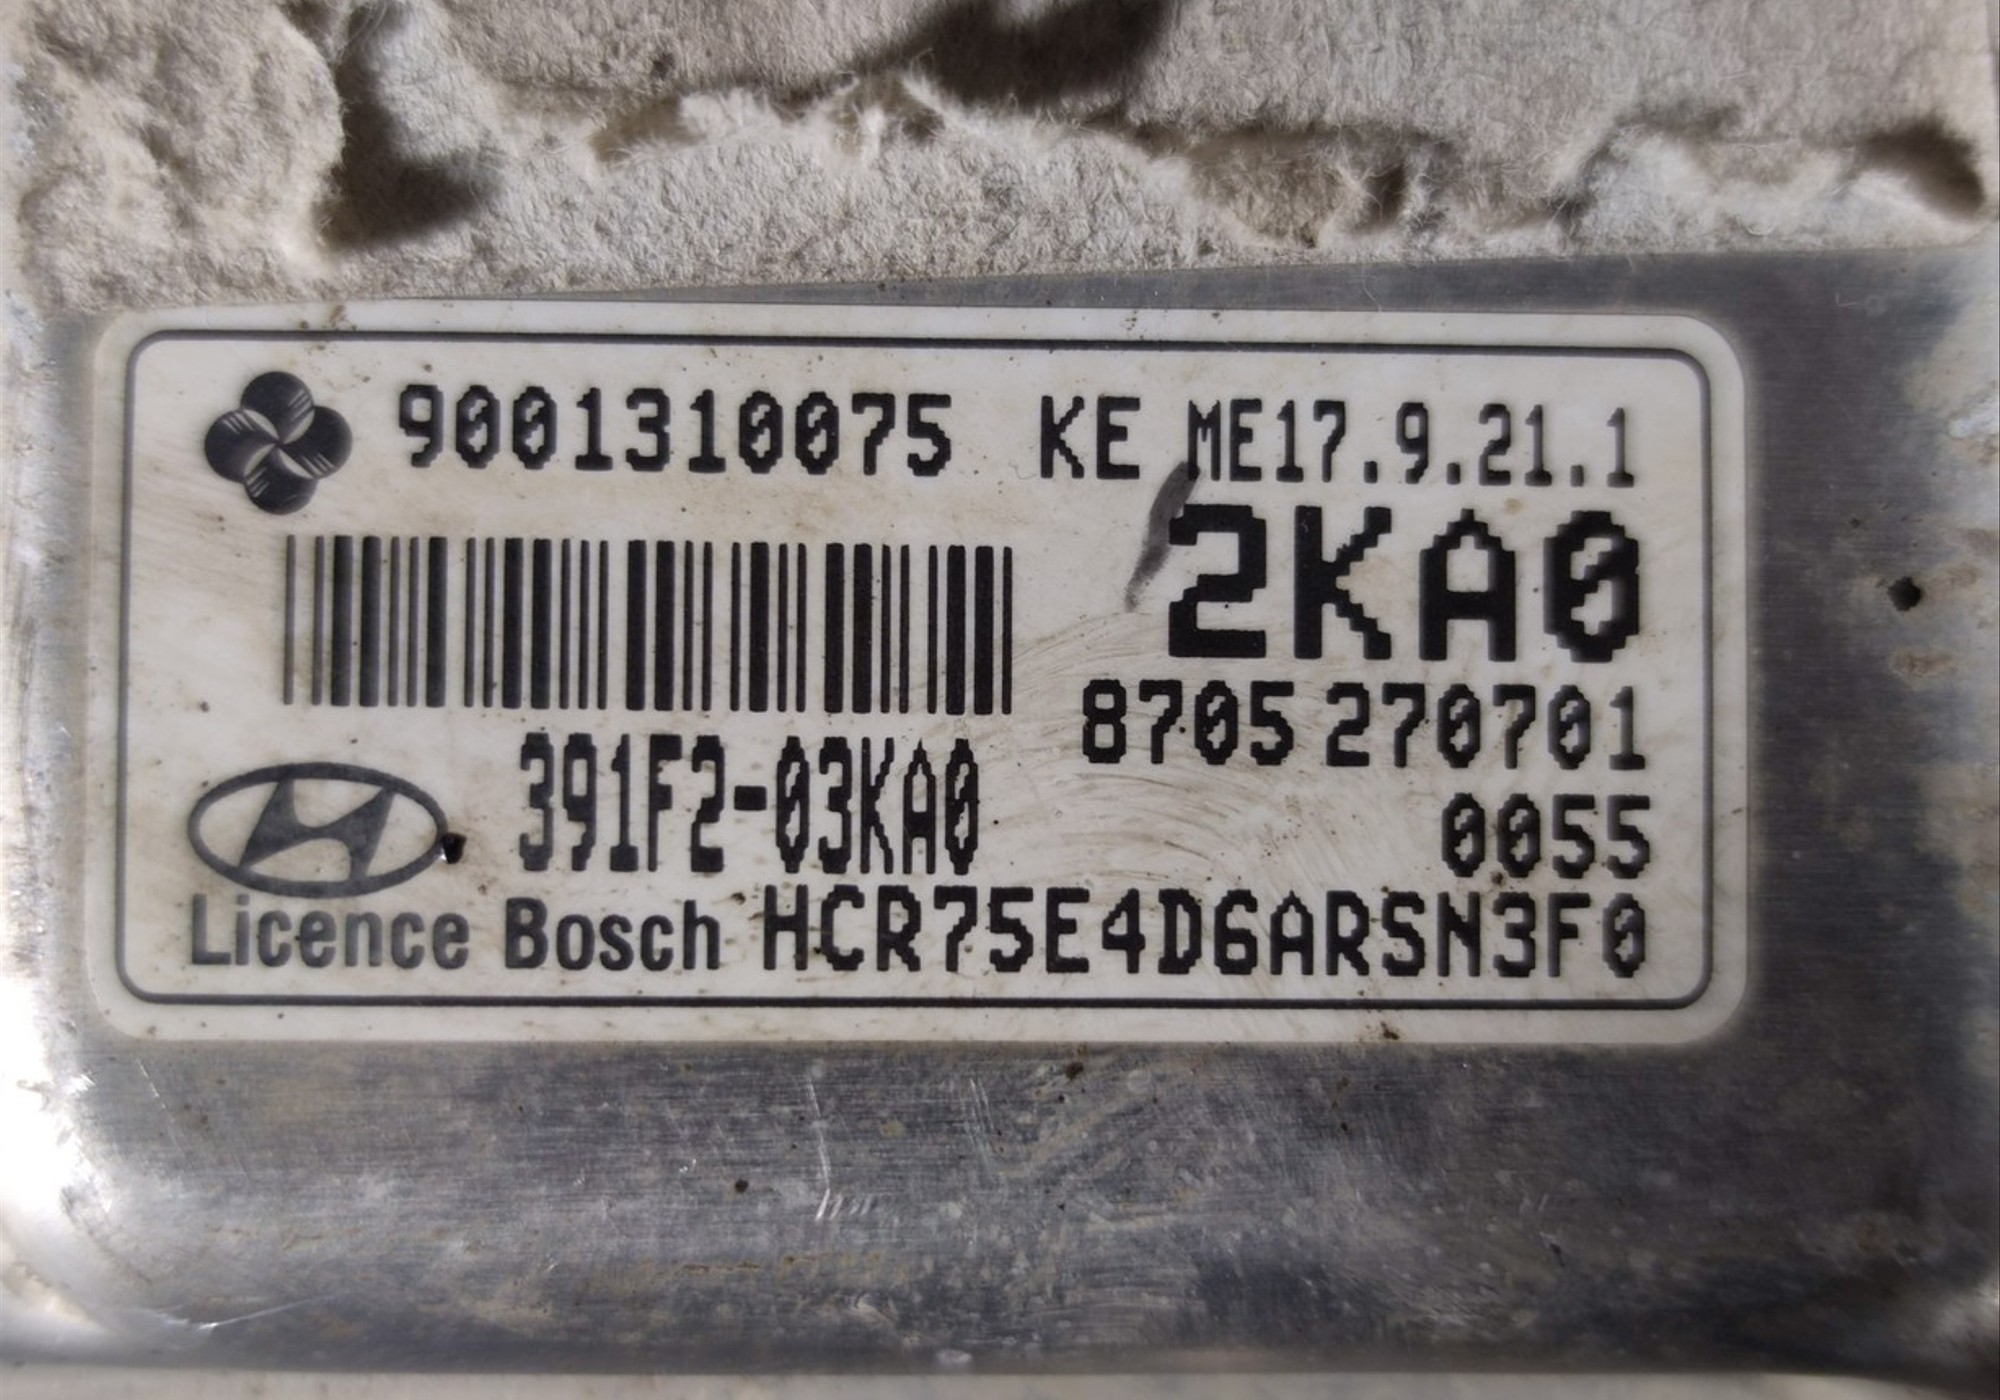 9001310075 KE ME17.9.21.1
2KA0
8705 270701
391F2-03KA0
0055
Licence Bosch HCR75E4D6ARSN3F0